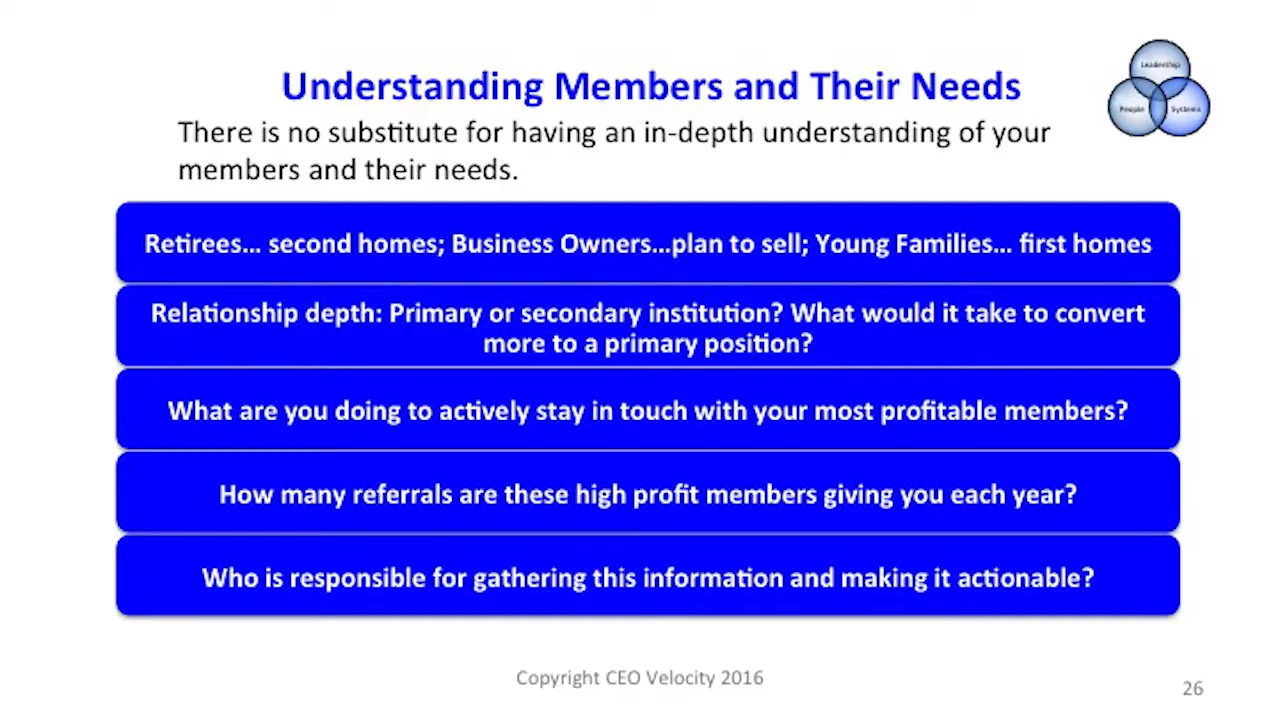 Understanding Members and Their Needs
Leadership
People
Systems
There is no substitute for having an in-depth understanding of your
members and their needs.
Retirees… second homes; Business Owners…plan to sell; Young Families… first homes
Relationship depth: Primary or secondary institution? What would it take to convert
more to a primary position?
What are you doing to actively stay in touch with your most profitable members?
How many referrals are these high profit members giving you each year?
Who is responsible for gathering this information and making it actionable?
Copyright CEO Velocity 2016
26